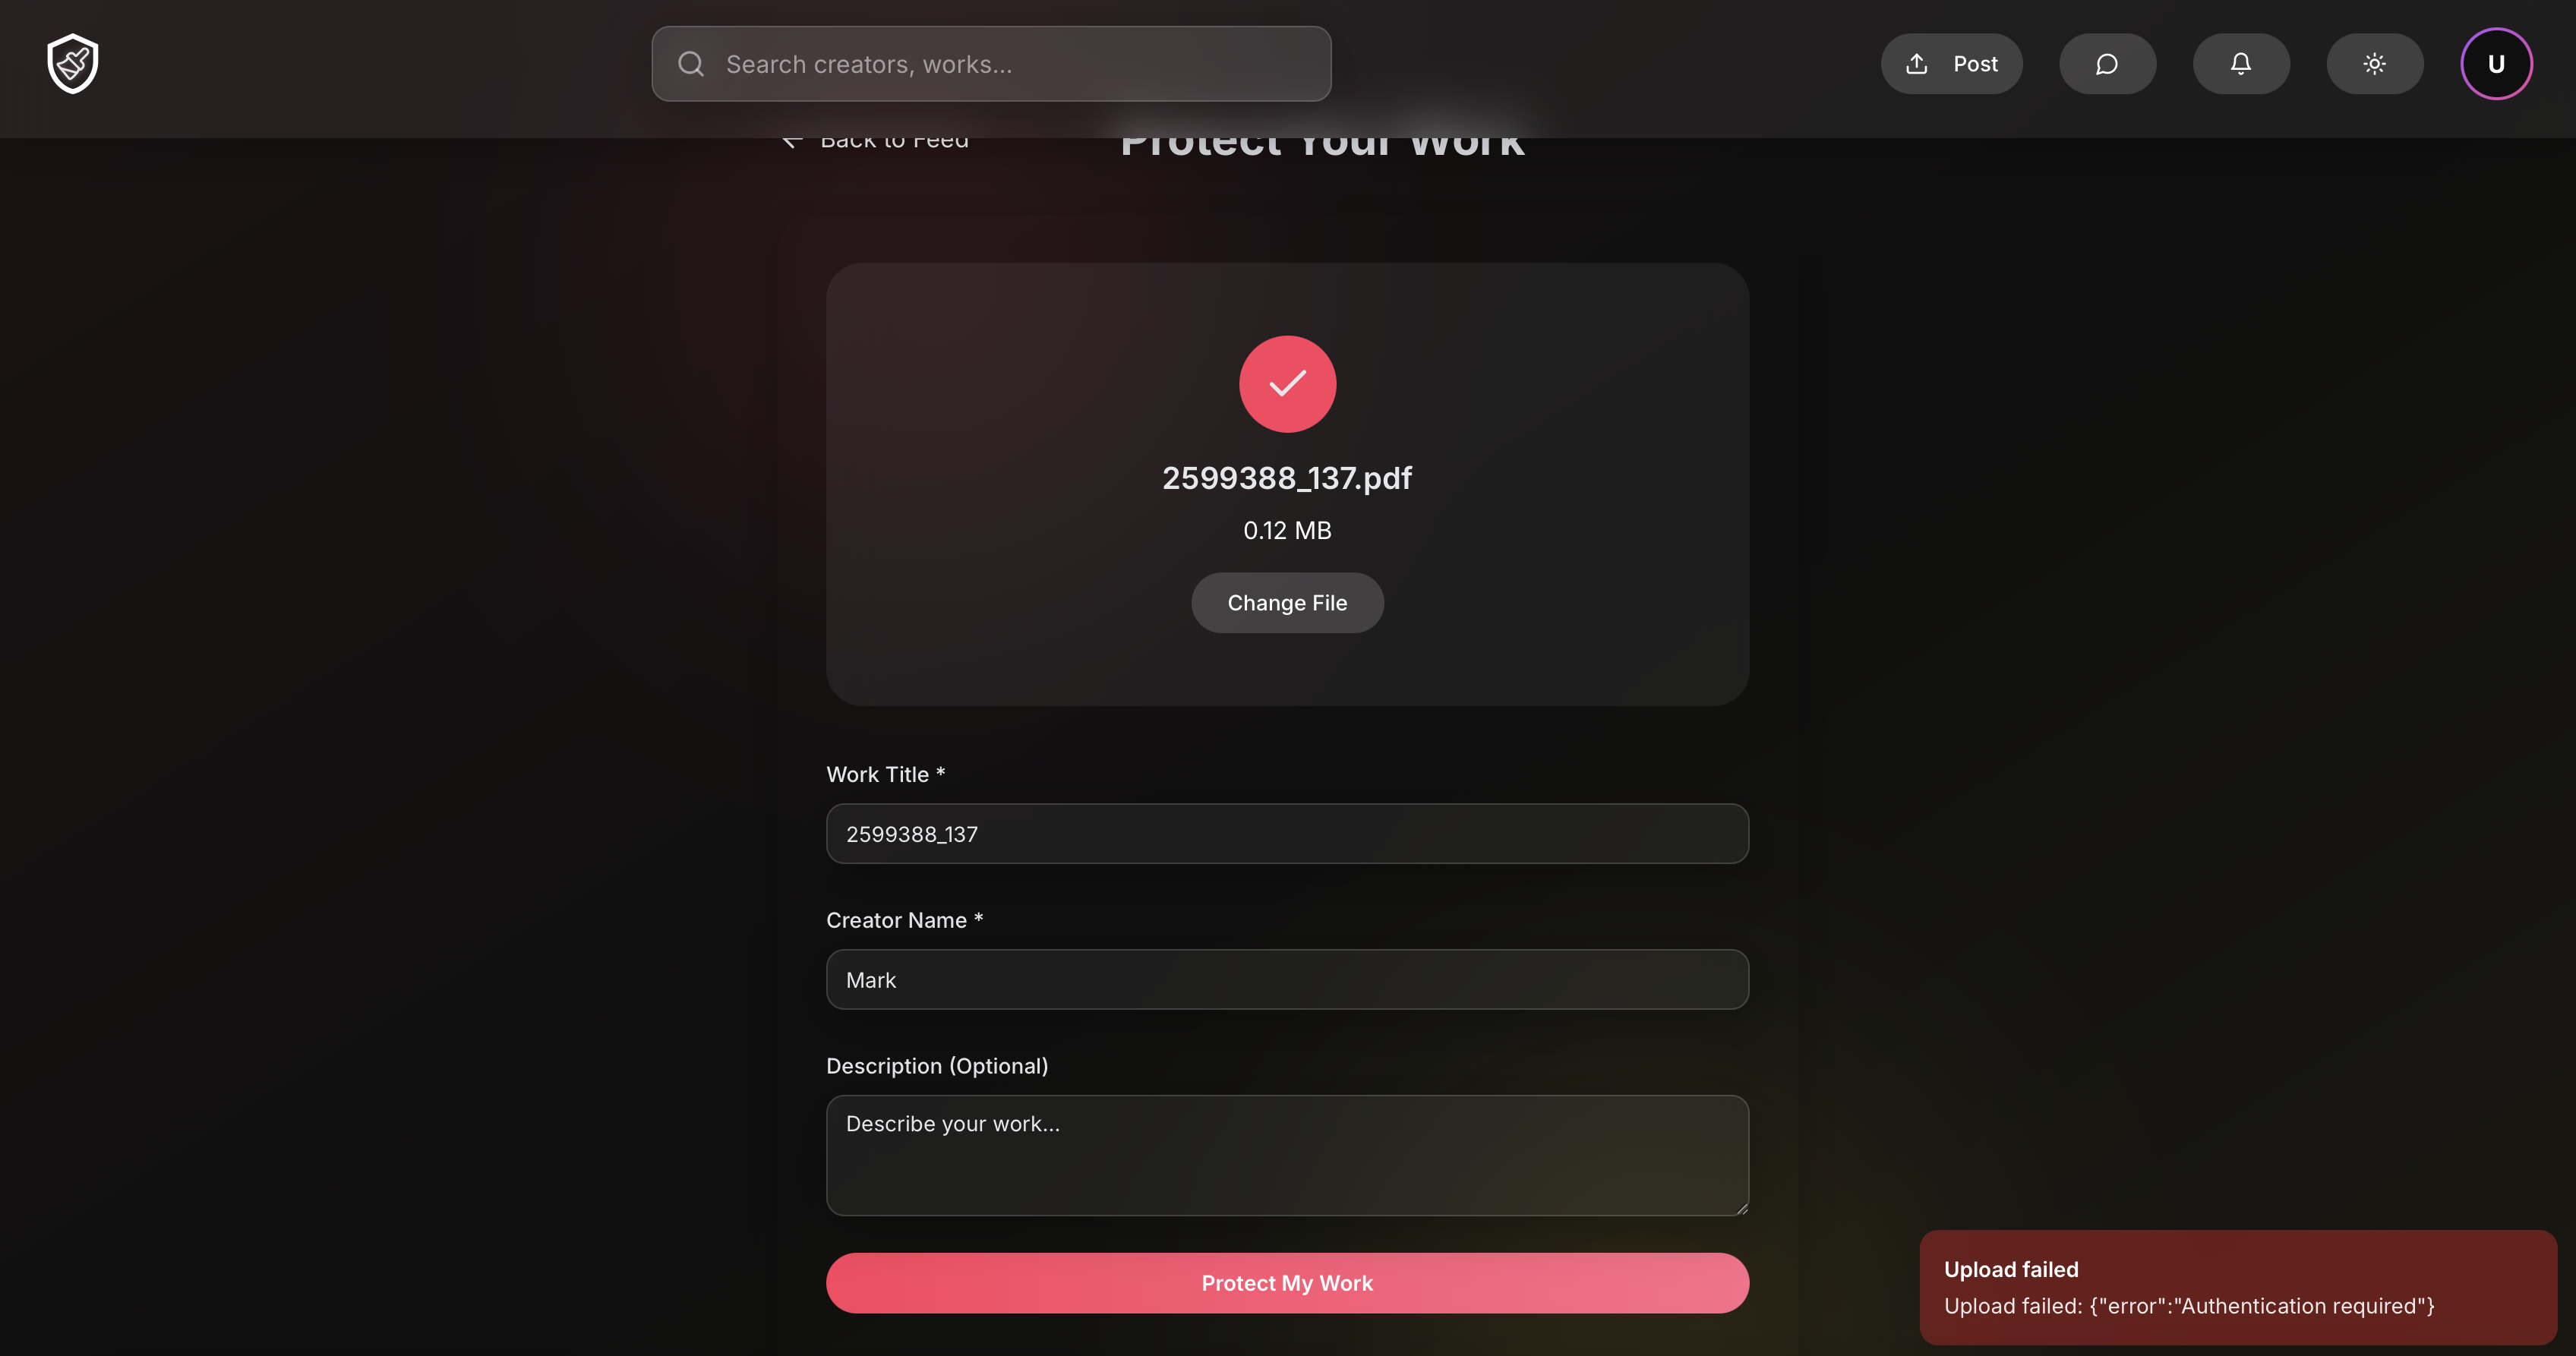 Search creators, works...
Post
U
Back to Feed
Protect Your Work
2599388_137.pdf
0.12 MB
Change File
Work Title *
2599388_137
Creator Name *
Mark
Description (Optional)
Describe your work...
Protect My Work
Upload failed
Upload failed: {"error":"Authentication required"}